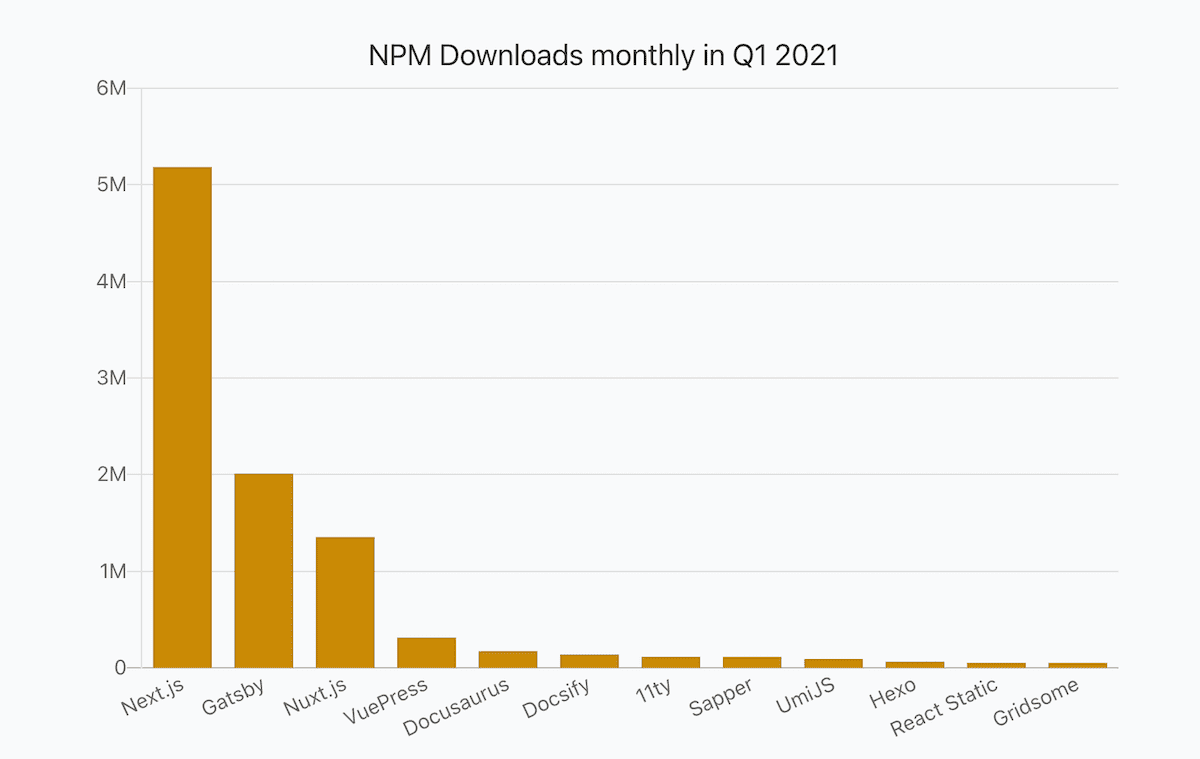 NPM Downloads monthly in Q1 2021
6M
5M
4M
3M
2M
1M
0
Next.js
Gatsby
Nuxt.js
VuePress
Docusaurus
Docsify
11ty
Sapper
UmiJS
Hexo
React Static
Gridsome